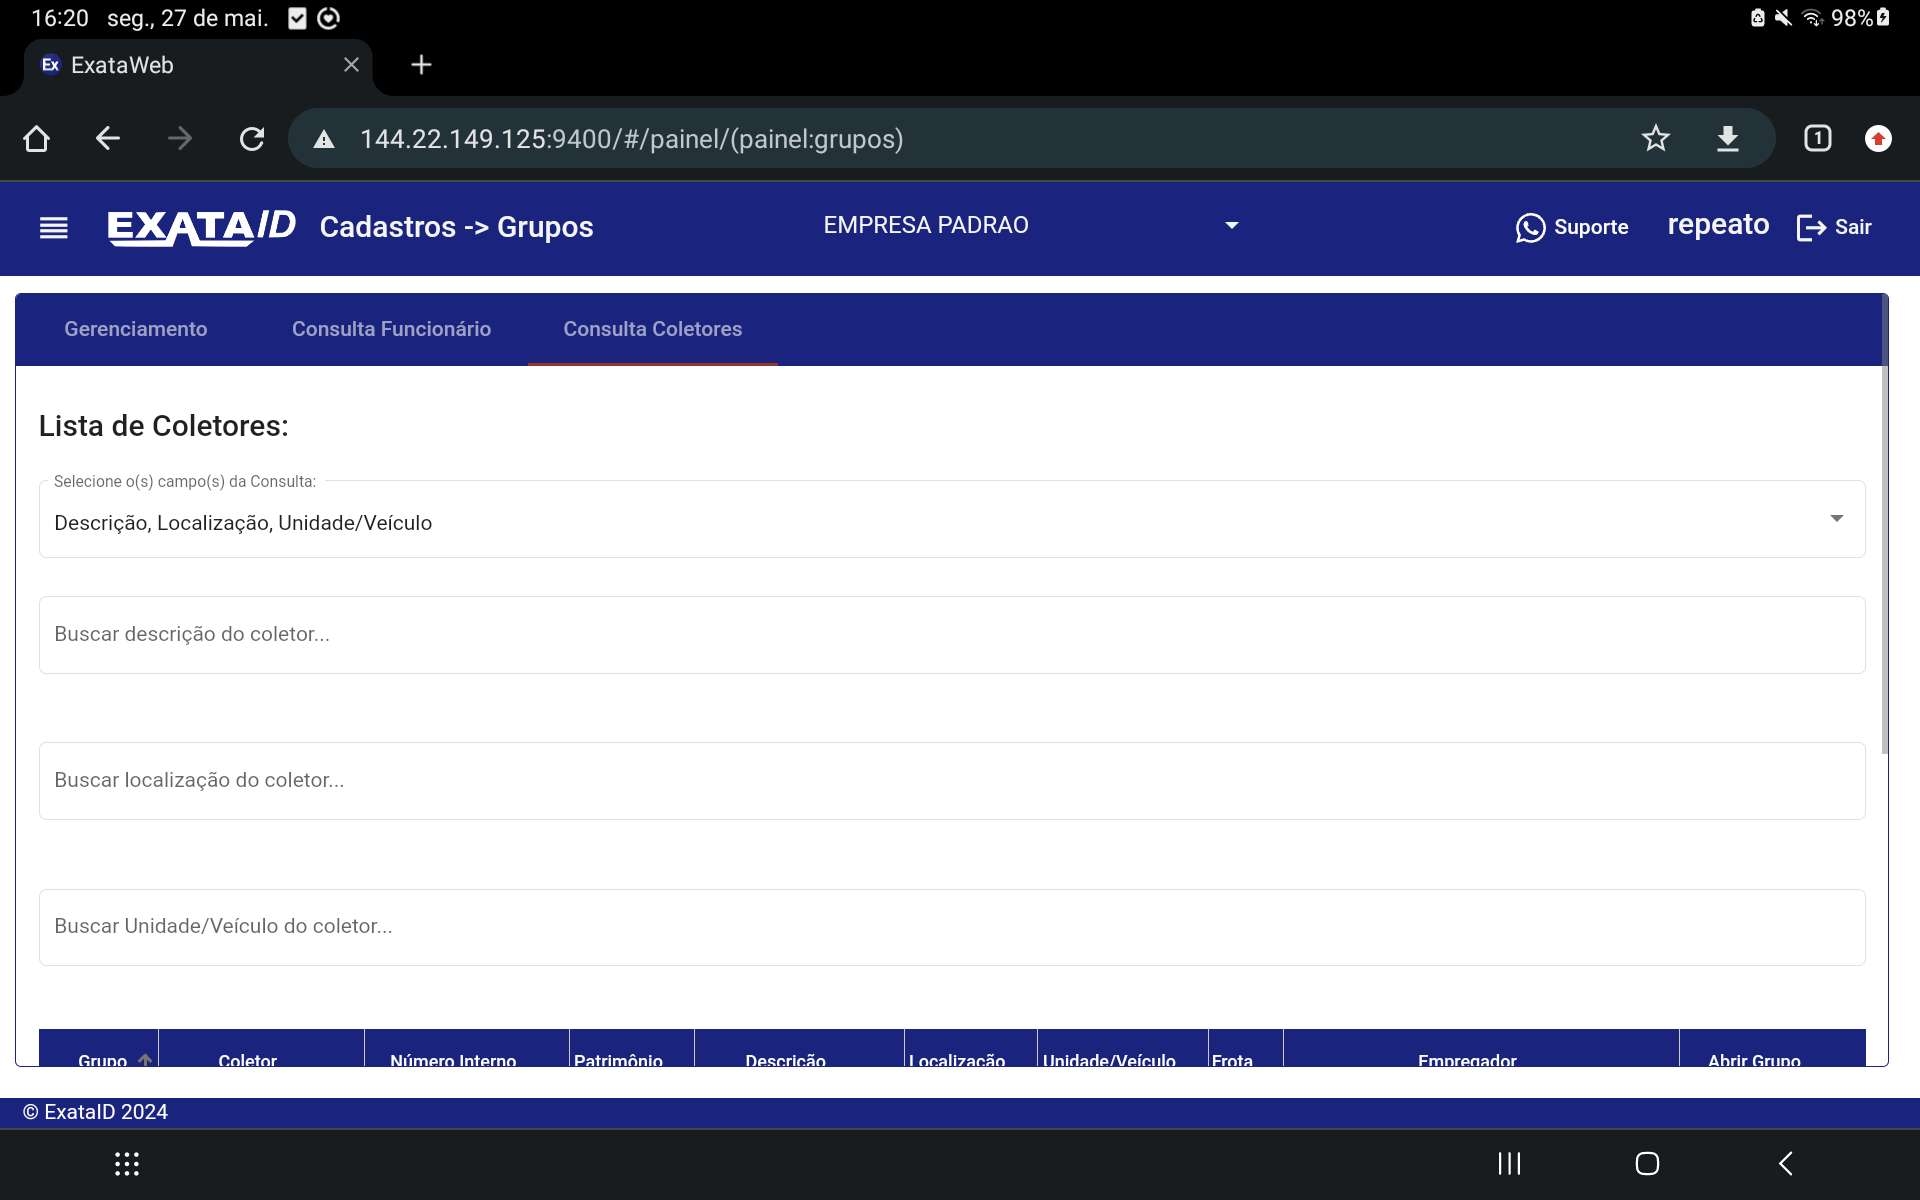 16:20 seg., 27 de mai. 98%
Ex ExataWeb
144.22.149.125:9400/#/painel/(painel:grupos) 1
EXATAID Cadastros -> Grupos EMPRESA PADRAO Suporte repeato Sair
Gerenciamento Consulta Funcionário Consulta Coletores
Lista de Coletores:
Selecione o(s) campo(s) da Consulta:
Descrição, Localização, Unidade/Veículo
Buscar descrição do coletor...
Buscar localização do coletor...
Buscar Unidade/Veículo do coletor...
Grupo Coletor Número Interno Patrimônio Descrição Localização Unidade/Veículo Frota Empregador Abrir Grupo
© ExataID 2024